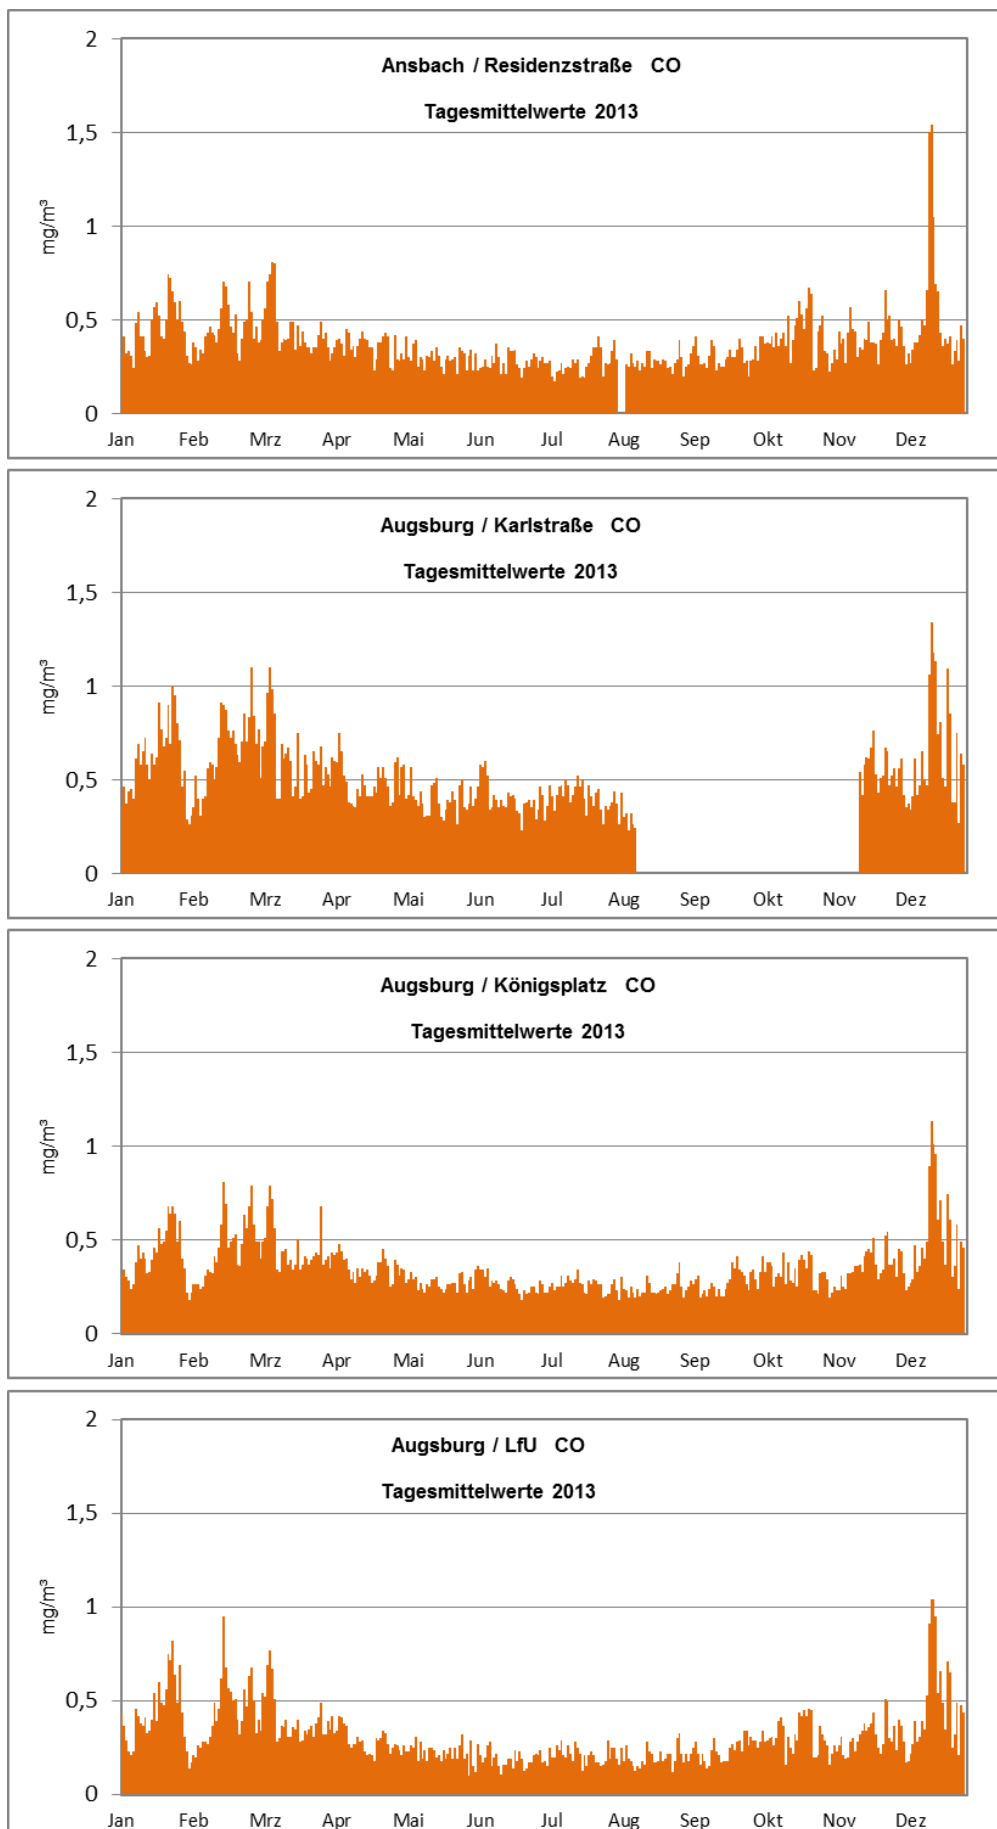 Ansbach / Residenzstraße CO
Tagesmittelwerte 2013
mg/m³
2
1,5
1
0,5
0
Jan Feb Mrz Apr Mai Jun Jul Aug Sep Okt Nov Dez
Augsburg / Karlstraße CO
Tagesmittelwerte 2013
mg/m³
2
1,5
1
0,5
0
Jan Feb Mrz Apr Mai Jun Jul Aug Sep Okt Nov Dez
Augsburg / Königsplatz CO
Tagesmittelwerte 2013
mg/m³
2
1,5
1
0,5
0
Jan Feb Mrz Apr Mai Jun Jul Aug Sep Okt Nov Dez
Augsburg / LfU CO
Tagesmittelwerte 2013
mg/m³
2
1,5
1
0,5
0
Jan Feb Mrz Apr Mai Jun Jul Aug Sep Okt Nov Dez